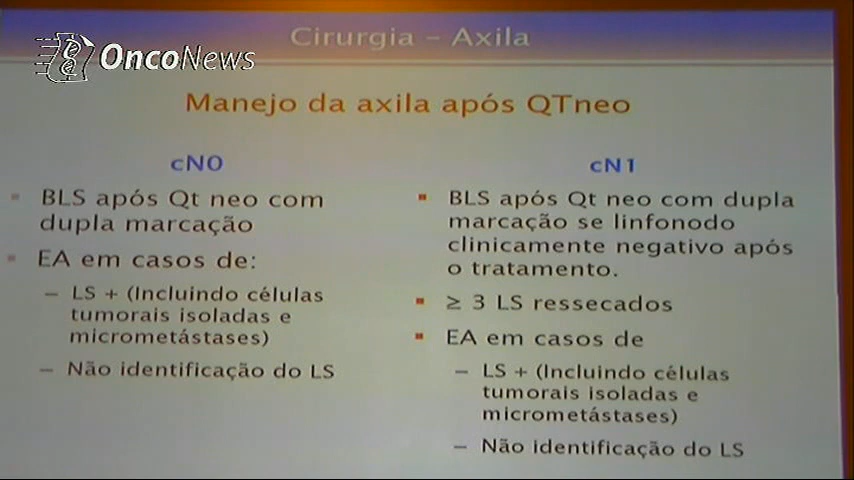 Cirurgia – Axila
OncoNews
Manejo da axila após QTneo
cN0
▪ BLS após Qt neo com
dupla marcação
▪ EA em casos de:
– LS + (Incluindo células
tumorais isoladas e
micrometástases)
– Não identificação do LS
cN1
▪ BLS após Qt neo com dupla
marcação se linfonodo
clinicamente negativo após
o tratamento.
▪ ≥ 3 LS ressecados
▪ EA em casos de
– LS + (Incluindo células
tumorais isoladas e
micrometástases)
– Não identificação do LS